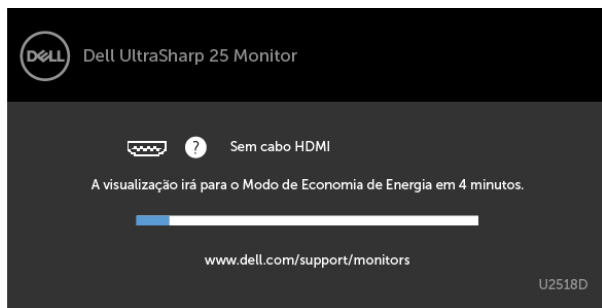 DELL Dell UltraSharp 25 Monitor
? Sem cabo HDMI
A visualização irá para o Modo de Economia de Energia em 4 minutos.
www.dell.com/support/monitors
U2518D